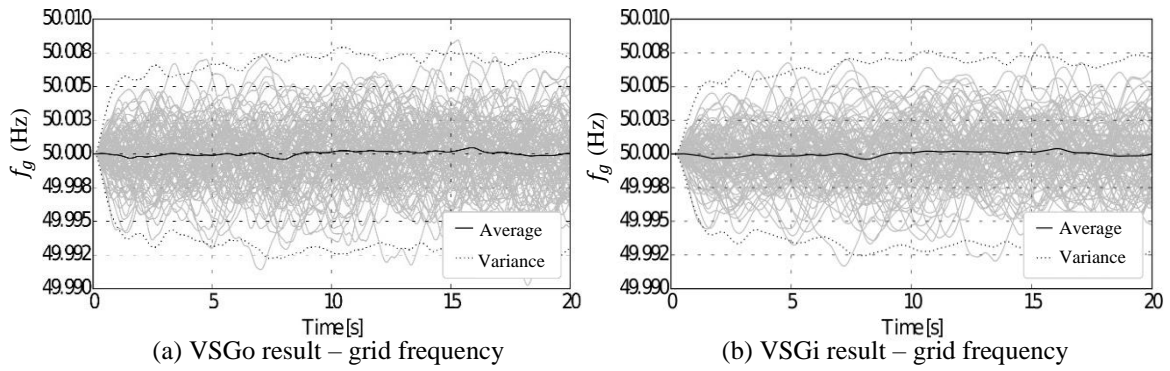 50.010
50.008
50.005
50.003
50.000
49.998
49.995
49.992
49.990
f_g (Hz)
0 5 10 15 20
Time[s]
Average
Variance
(a) VSGo result – grid frequency
50.010
50.008
50.005
50.003
50.000
49.998
49.995
49.992
49.990
f_g (Hz)
0 5 10 15 20
Time[s]
Average
Variance
(b) VSGi result – grid frequency